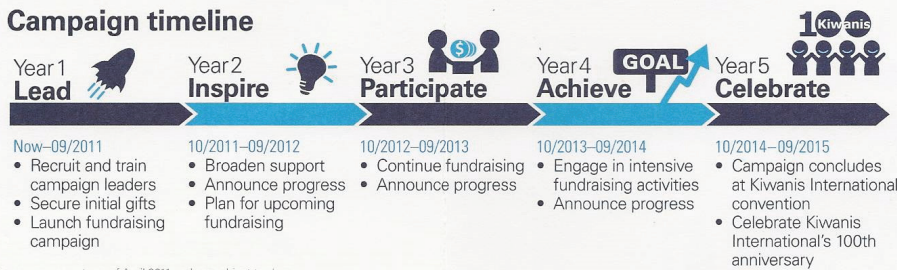 Campaign timeline
100 Kiwanis
Year 1
Lead
Year 2
Inspire
Year 3
Participate
$
Year 4
Achieve
GOAL
Year 5
Celebrate
Now–09/2011
• Recruit and train
campaign leaders
• Secure initial gifts
• Launch fundraising
campaign
10/2011–09/2012
• Broaden support
• Announce progress
• Plan for upcoming
fundraising
10/2012–09/2013
• Continue fundraising
• Announce progress
10/2013–09/2014
• Engage in intensive
fundraising activities
• Announce progress
10/2014–09/2015
• Campaign concludes
at Kiwanis International
convention
• Celebrate Kiwanis
International's 100th
anniversary